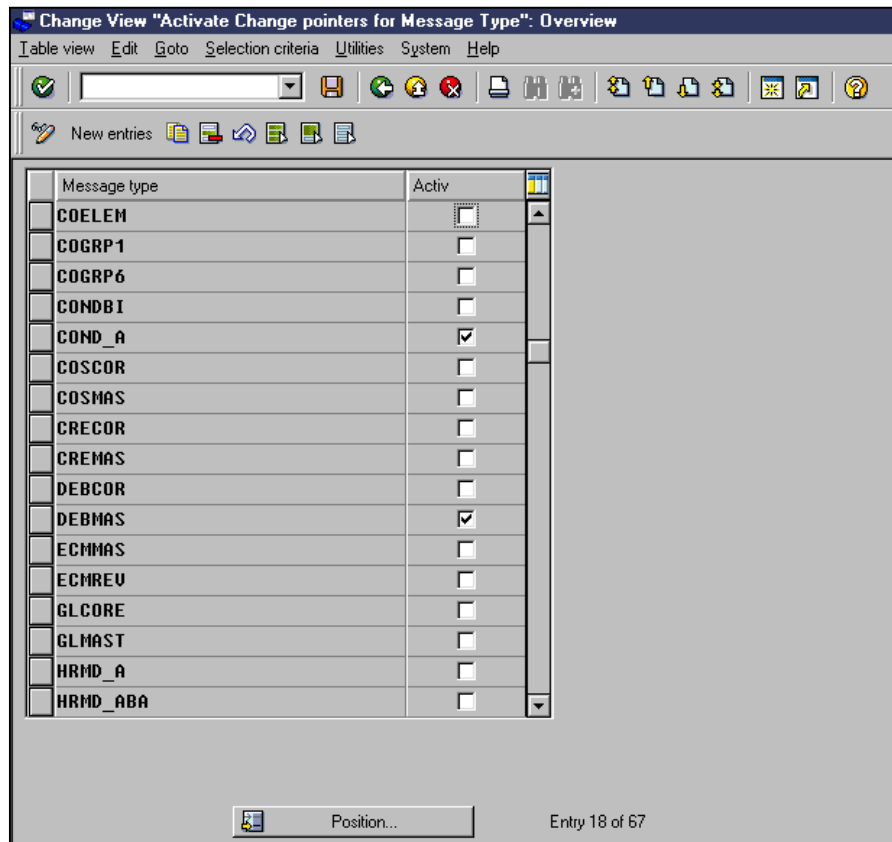 Change View "Activate Change pointers for Message Type": Overview
Table view Edit Goto Selection criteria Utilities System Help
New entries
Message type Activ
COELEM
COGRP1
COGRP6
CONDBI
COND_A
COSCOR
COSMAS
CRECOR
CREMAS
DEBCOR
DEBMAS
ECMMAS
ECMREV
GLCORE
GLMAST
HRMD_A
HRMD_ABA
Position... Entry 18 of 67